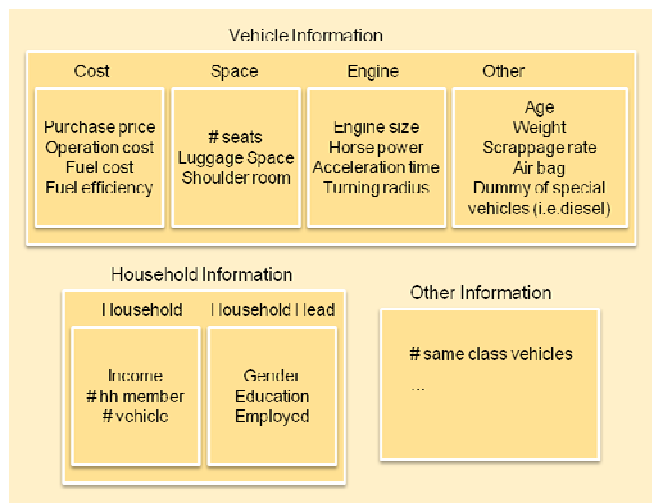 Vehicle Information
Cost
Space
Engine
Other
Purchase price
Operation cost
Fuel cost
Fuel efficiency
# seats
Luggage Space
Shoulder room
Engine size
Horse power
Acceleration time
Turning radius
Age
Weight
Scrappage rate
Air bag
Dummy of special
vehicles (i.e.diesel)
Household Information
Household
Household Head
Income
# hh member
# vehicle
Gender
Education
Employed
Other Information
# same class vehicles
...